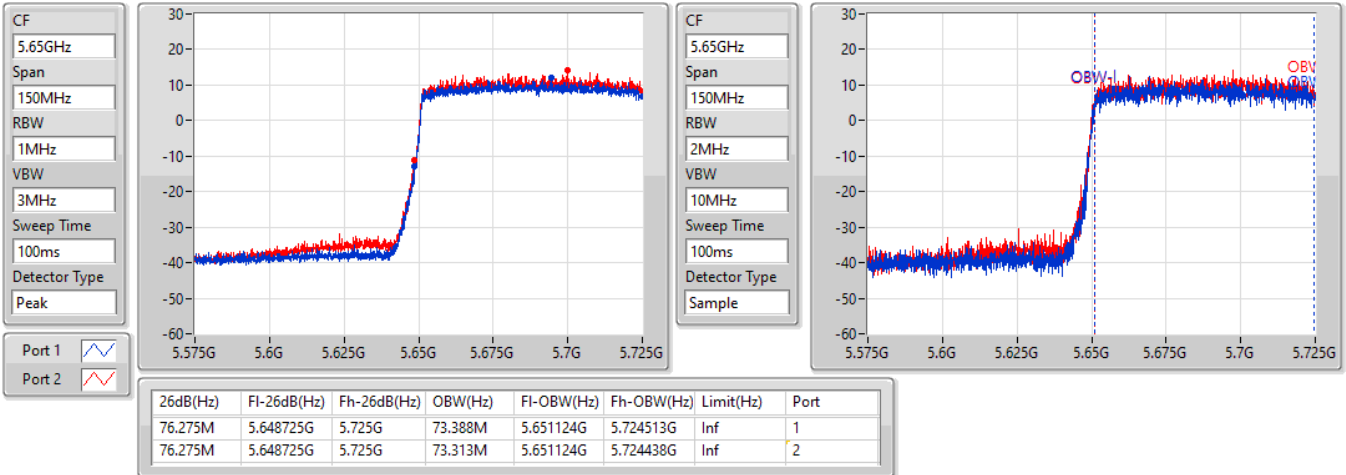 CF
5.65GHz
Span
150MHz
RBW
1MHz
VBW
3MHz
Sweep Time
100ms
Detector Type
Peak
30
20
10
0
-10
-20
-30
-40
-50
-60
5.575G 5.6G 5.625G 5.65G 5.675G 5.7G 5.725G
CF
5.65GHz
Span
150MHz
RBW
2MHz
VBW
10MHz
Sweep Time
100ms
Detector Type
Sample
30
20
10
0
-10
-20
-30
-40
-50
-60
OBW-l
OBV
OBV
5.575G 5.6G 5.625G 5.65G 5.675G 5.7G 5.725G
Port 1
Port 2
26dB(Hz) Fl-26dB(Hz) Fh-26dB(Hz) OBW(Hz) Fl-OBW(Hz) Fh-OBW(Hz) Limit(Hz) Port
76.275M 5.648725G 5.725G 73.388M 5.651124G 5.724513G Inf 1
76.275M 5.648725G 5.725G 73.313M 5.651124G 5.724438G Inf 2